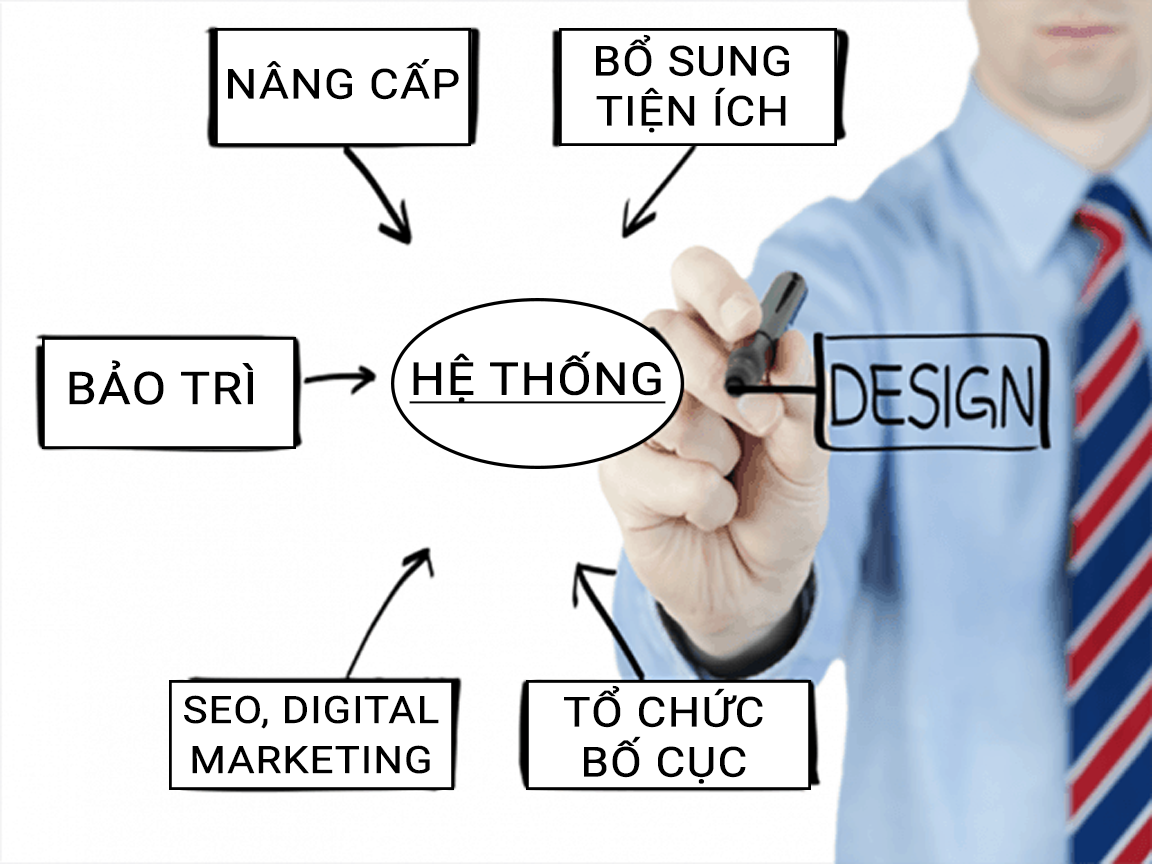 NÂNG CẤP
BỔ SUNG
TIỆN ÍCH
BẢO TRÌ
HỆ THỐNG
DESIGN
SEO, DIGITAL
MARKETING
TỔ CHỨC
BỐ CỤC